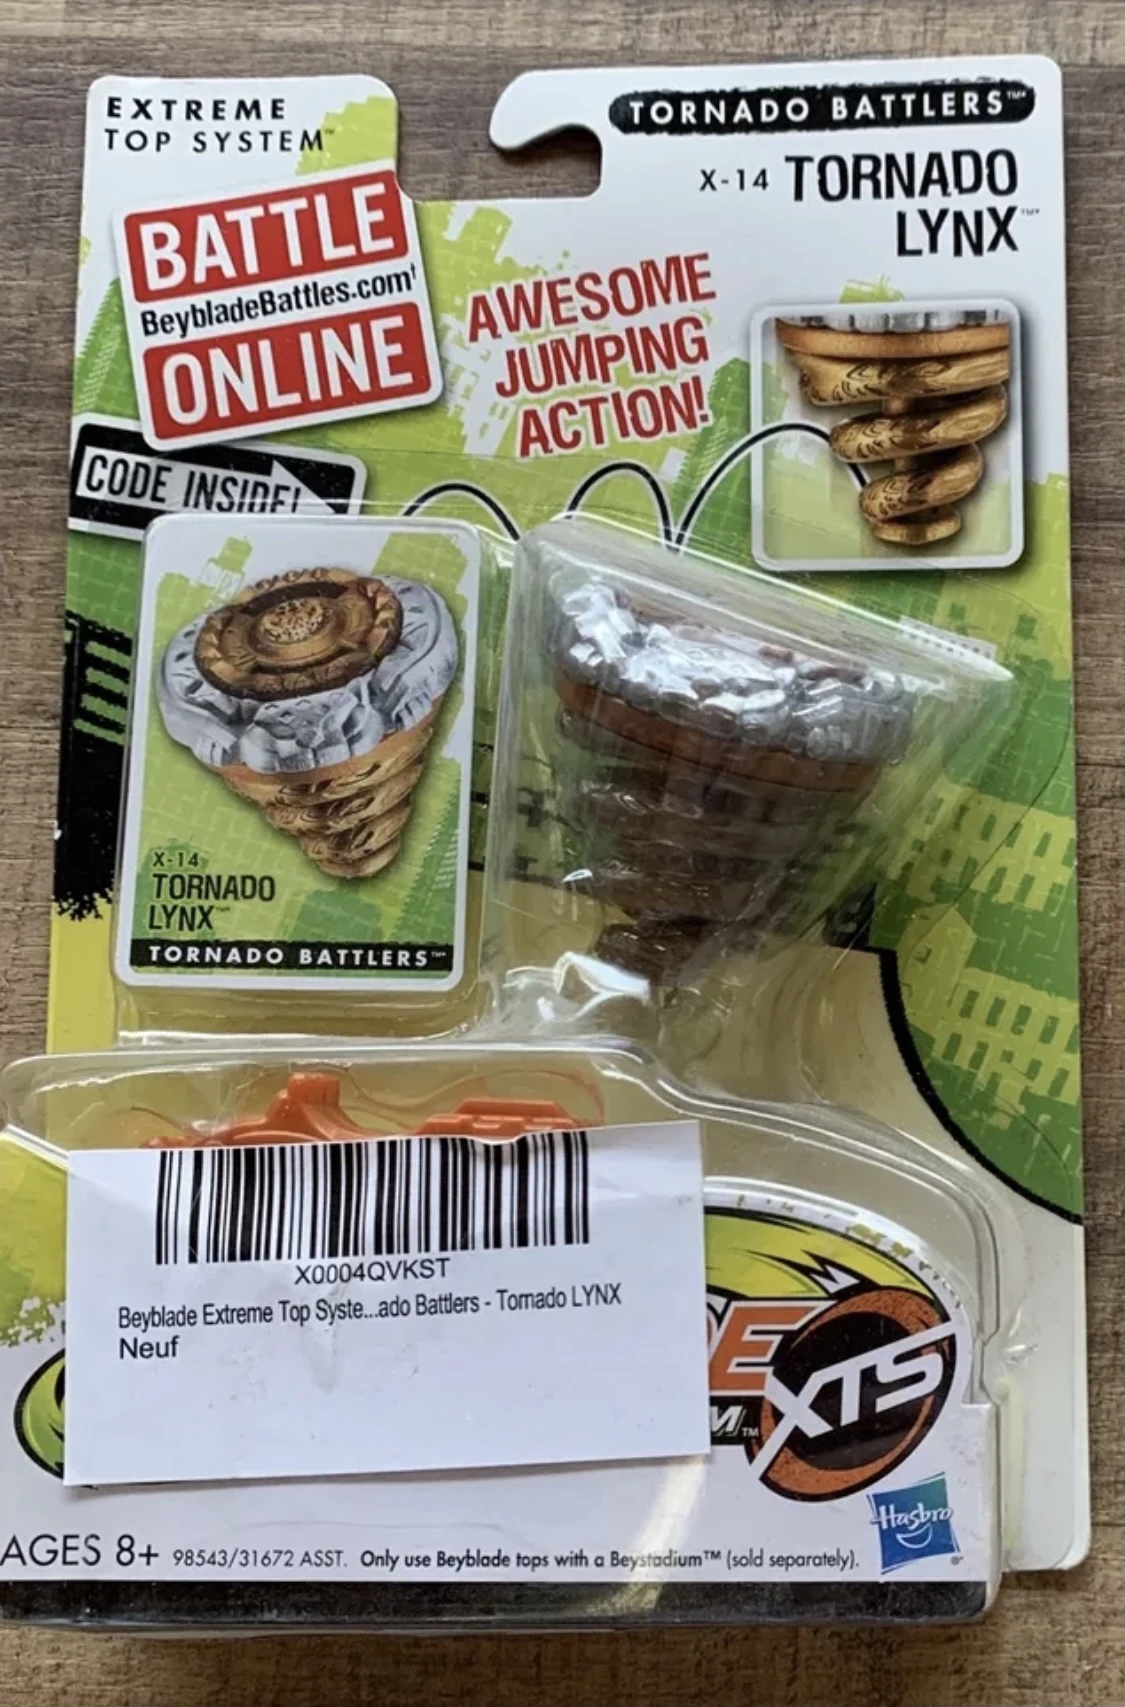 EXTREME
TOP SYSTEM™
BATTLE
BeybladeBattles.com†
ONLINE
CODE INSIDE!
TORNADO BATTLERS™*
X-14 TORNADO
LYNX™*
AWESOME
JUMPING
ACTION!
X-14
TORNADO
LYNX™
TORNADO BATTLERS™*
X0004QVKST
Beyblade Extreme Top Syste...ado Battlers - Tornado LYNX
Neuf
E
M™
XTS
Hasbro®*
AGES 8+ 98543/31672 ASST. Only use Beyblade tops with a Beystadium™ (sold separately).